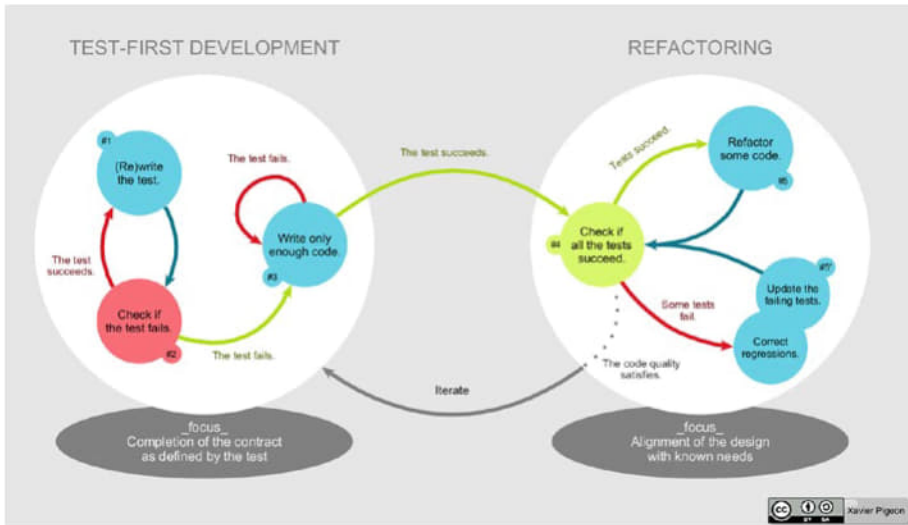 TEST-FIRST DEVELOPMENT
REFACTORING
#1
(Re)write
the test.
The test
succeeds.
Check if
the test fails.
#2
The test fails.
The test fails.
Write only
enough code.
#3
The test succeeds.
Tests succeed.
Refactor
some code.
#5
#4
Check if
all the tests
succeed.
#5'
Update the
failing tests.
Some tests
fail.
Correct
regressions.
The code quality
satisfies.
Iterate
_focus_
Completion of the contract
as defined by the test
_focus_
Alignment of the design
with known needs
cc
BY SA
Xavier Pigeon